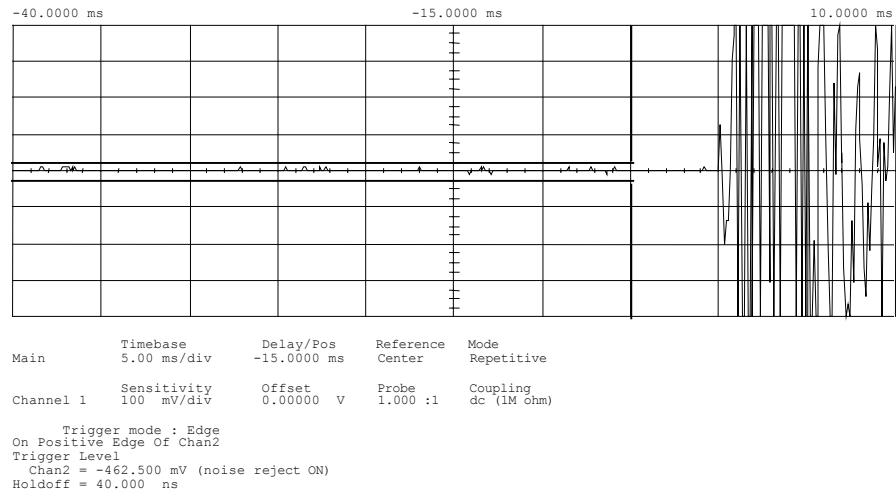 -40.0000 ms -15.0000 ms 10.0000 ms
Timebase Delay/Pos Reference Mode
Main 5.00 ms/div -15.0000 ms Center Repetitive
Sensitivity Offset Probe Coupling
Channel 1 100 mV/div 0.00000 V 1.000 :1 dc (1M ohm)
Trigger mode : Edge
On Positive Edge Of Chan2
Trigger Level
Chan2 = -462.500 mV (noise reject ON)
Holdoff = 40.000 ns